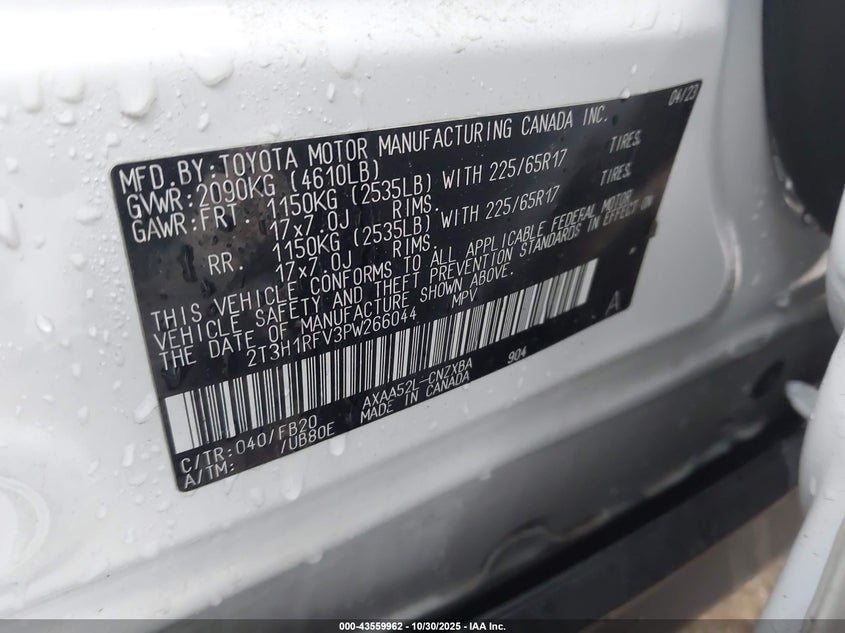 04/23
MFD. BY: TOYOTA MOTOR MANUFACTURING CANADA INC.
GVWR: 2090KG (4610LB)
GAWR: FRT. 1150KG (2535LB) WITH 225/65R17 TIRES,
17x7.0J RIMS.
RR. 1150KG (2535LB) WITH 225/65R17 TIRES,
17x7.0J RIMS.
THIS VEHICLE CONFORMS TO ALL APPLICABLE FEDERAL MOTOR
VEHICLE SAFETY AND THEFT PREVENTION STANDARDS IN EFFECT ON
THE DATE OF MANUFACTURE SHOWN ABOVE.
2T3H1RFV3PW266044 MPV
A
C/TR: 040/FB20 AXAA52L-CNZXBA 904
A/TM: /UB80E MADE IN CANADA
000-43559962 - 10/30/2025 - IAA Inc.